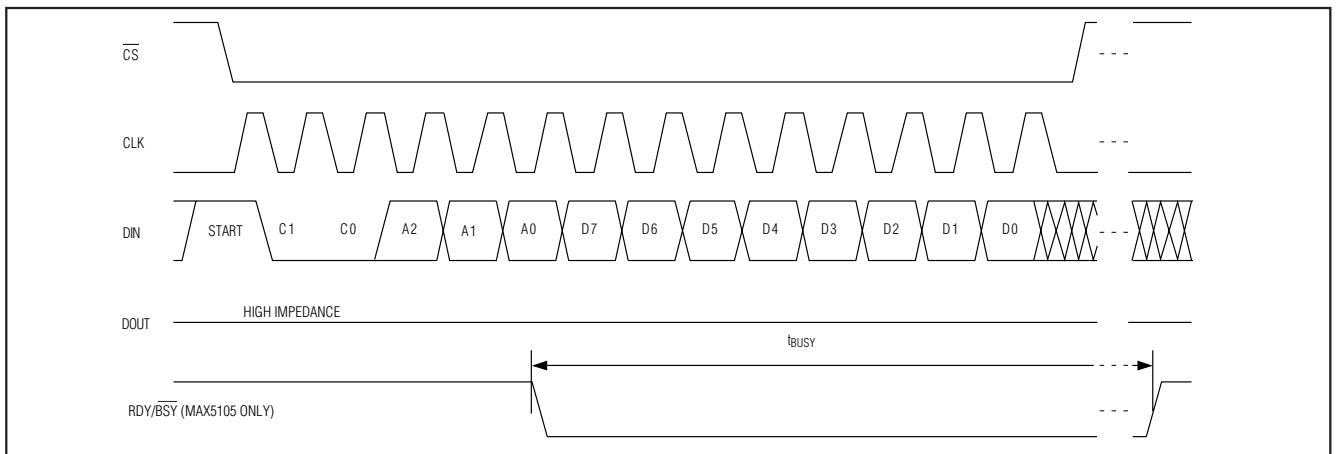 CS
CLK
DIN START C1 C0 A2 A1 A0 D7 D6 D5 D4 D3 D2 D1 D0
HIGH IMPEDANCE
DOUT
tBUSY
RDY/BSY (MAX5105 ONLY)